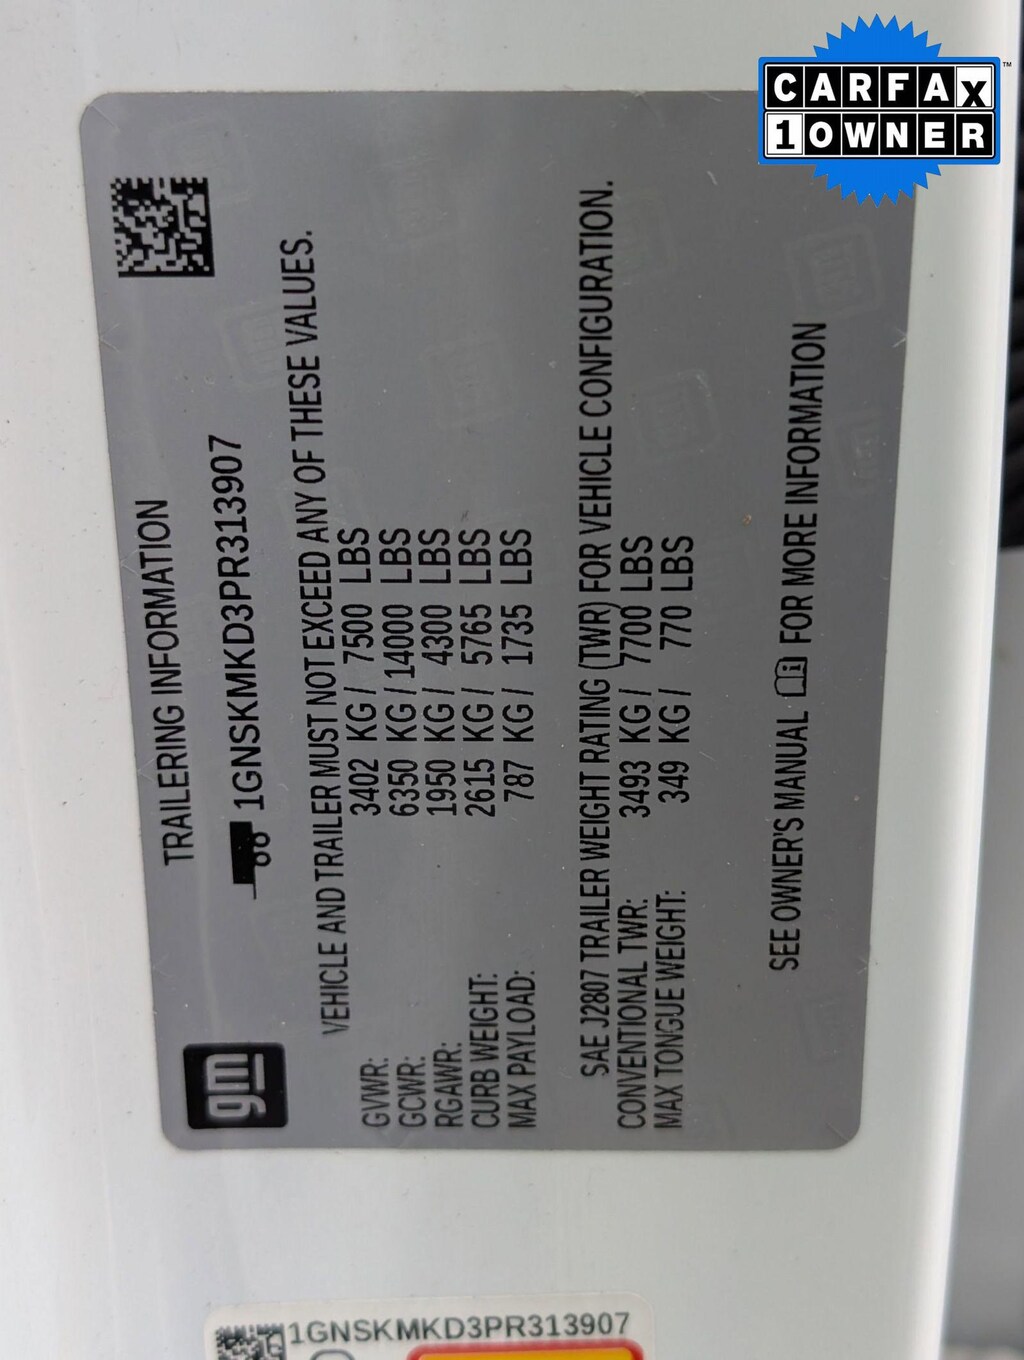 CARFAX
1 OWNER
TM
gm
TRAILERING INFORMATION
1GNSKMKD3PR313907
VEHICLE AND TRAILER MUST NOT EXCEED ANY OF THESE VALUES.
GVWR: 3402 KG / 7500 LBS
GCWR: 6350 KG / 14000 LBS
RGAWR: 1950 KG / 4300 LBS
CURB WEIGHT: 2615 KG / 5765 LBS
MAX PAYLOAD: 787 KG / 1735 LBS
SAE J2807 TRAILER WEIGHT RATING (TWR) FOR VEHICLE CONFIGURATION.
CONVENTIONAL TWR: 3493 KG / 7700 LBS
MAX TONGUE WEIGHT: 349 KG / 770 LBS
SEE OWNER'S MANUAL FOR MORE INFORMATION
1GNSKMKD3PR313907